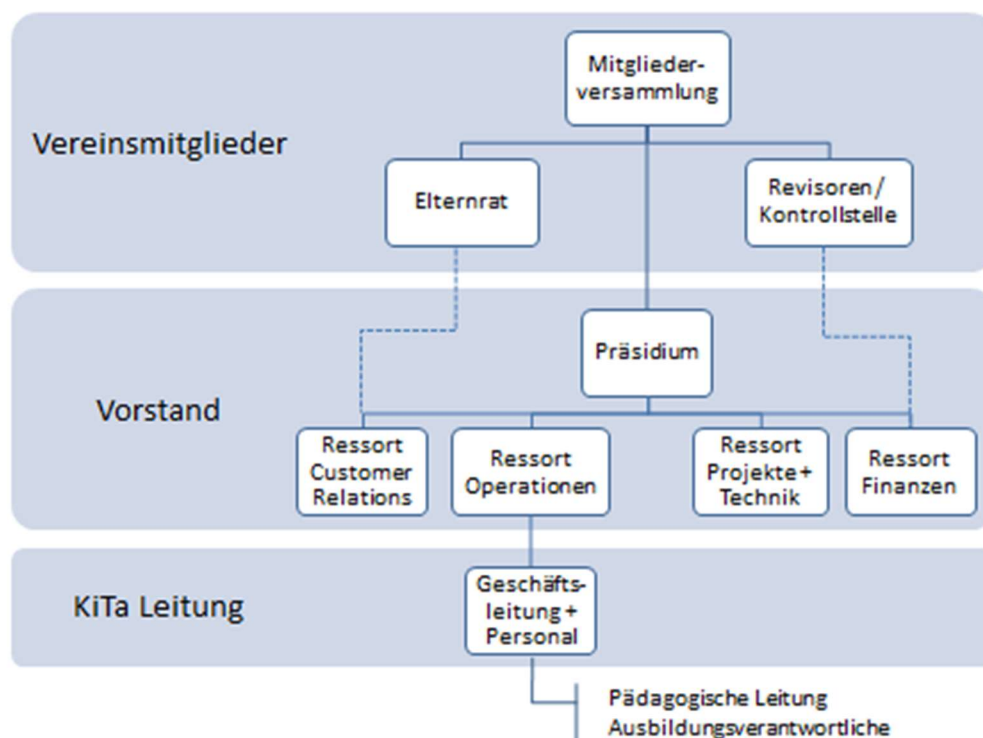 Mitglieder-
versammlung
Vereinsmitglieder
Elternrat
Revisoren/
Kontrollstelle
Präsidium
Vorstand
Ressort
Customer
Relations
Ressort
Operationen
Ressort
Projekte+
Technik
Ressort
Finanzen
KiTa Leitung
Geschäfts-
leitung+
Personal
Pädagogische Leitung
Ausbildungsverantwortliche